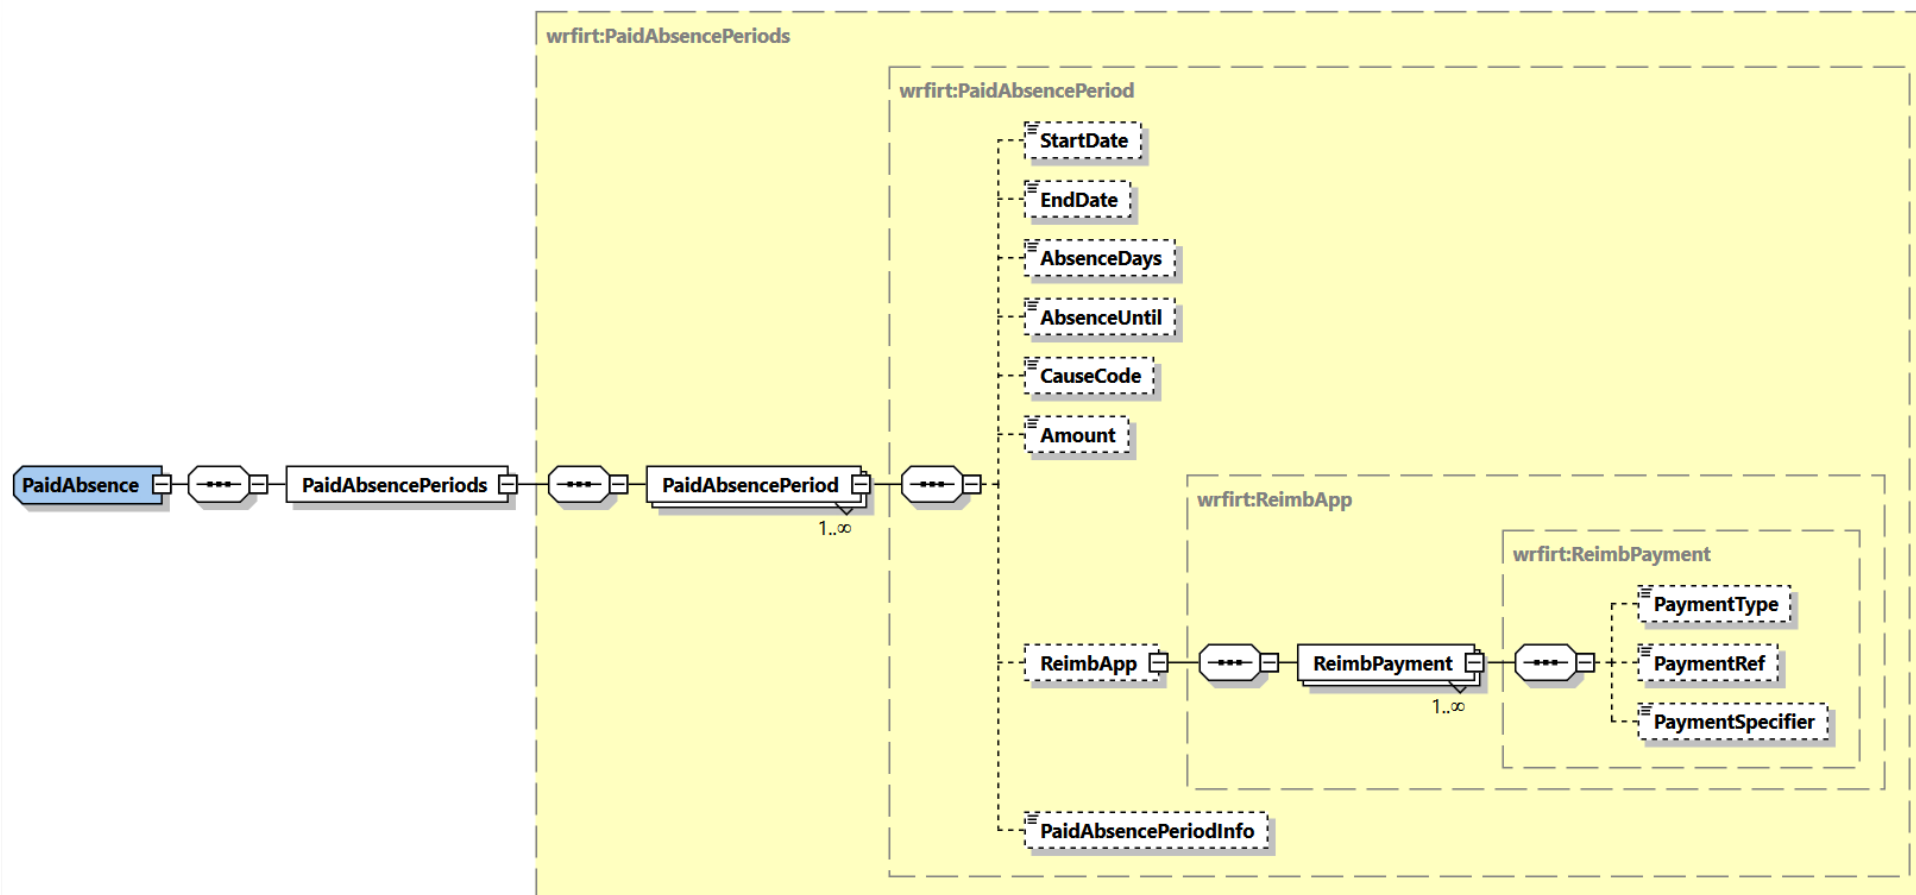 wrfirt:PaidAbsencePeriods
wrfirt:PaidAbsencePeriod
StartDate
EndDate
AbsenceDays
AbsenceUntil
CauseCode
Amount
PaidAbsence
PaidAbsencePeriods
PaidAbsencePeriod
1..∞
wrfirt:ReimbApp
wrfirt:ReimbPayment
PaymentType
ReimbApp
ReimbPayment
1..∞
PaymentRef
PaymentSpecifier
PaidAbsencePeriodInfo